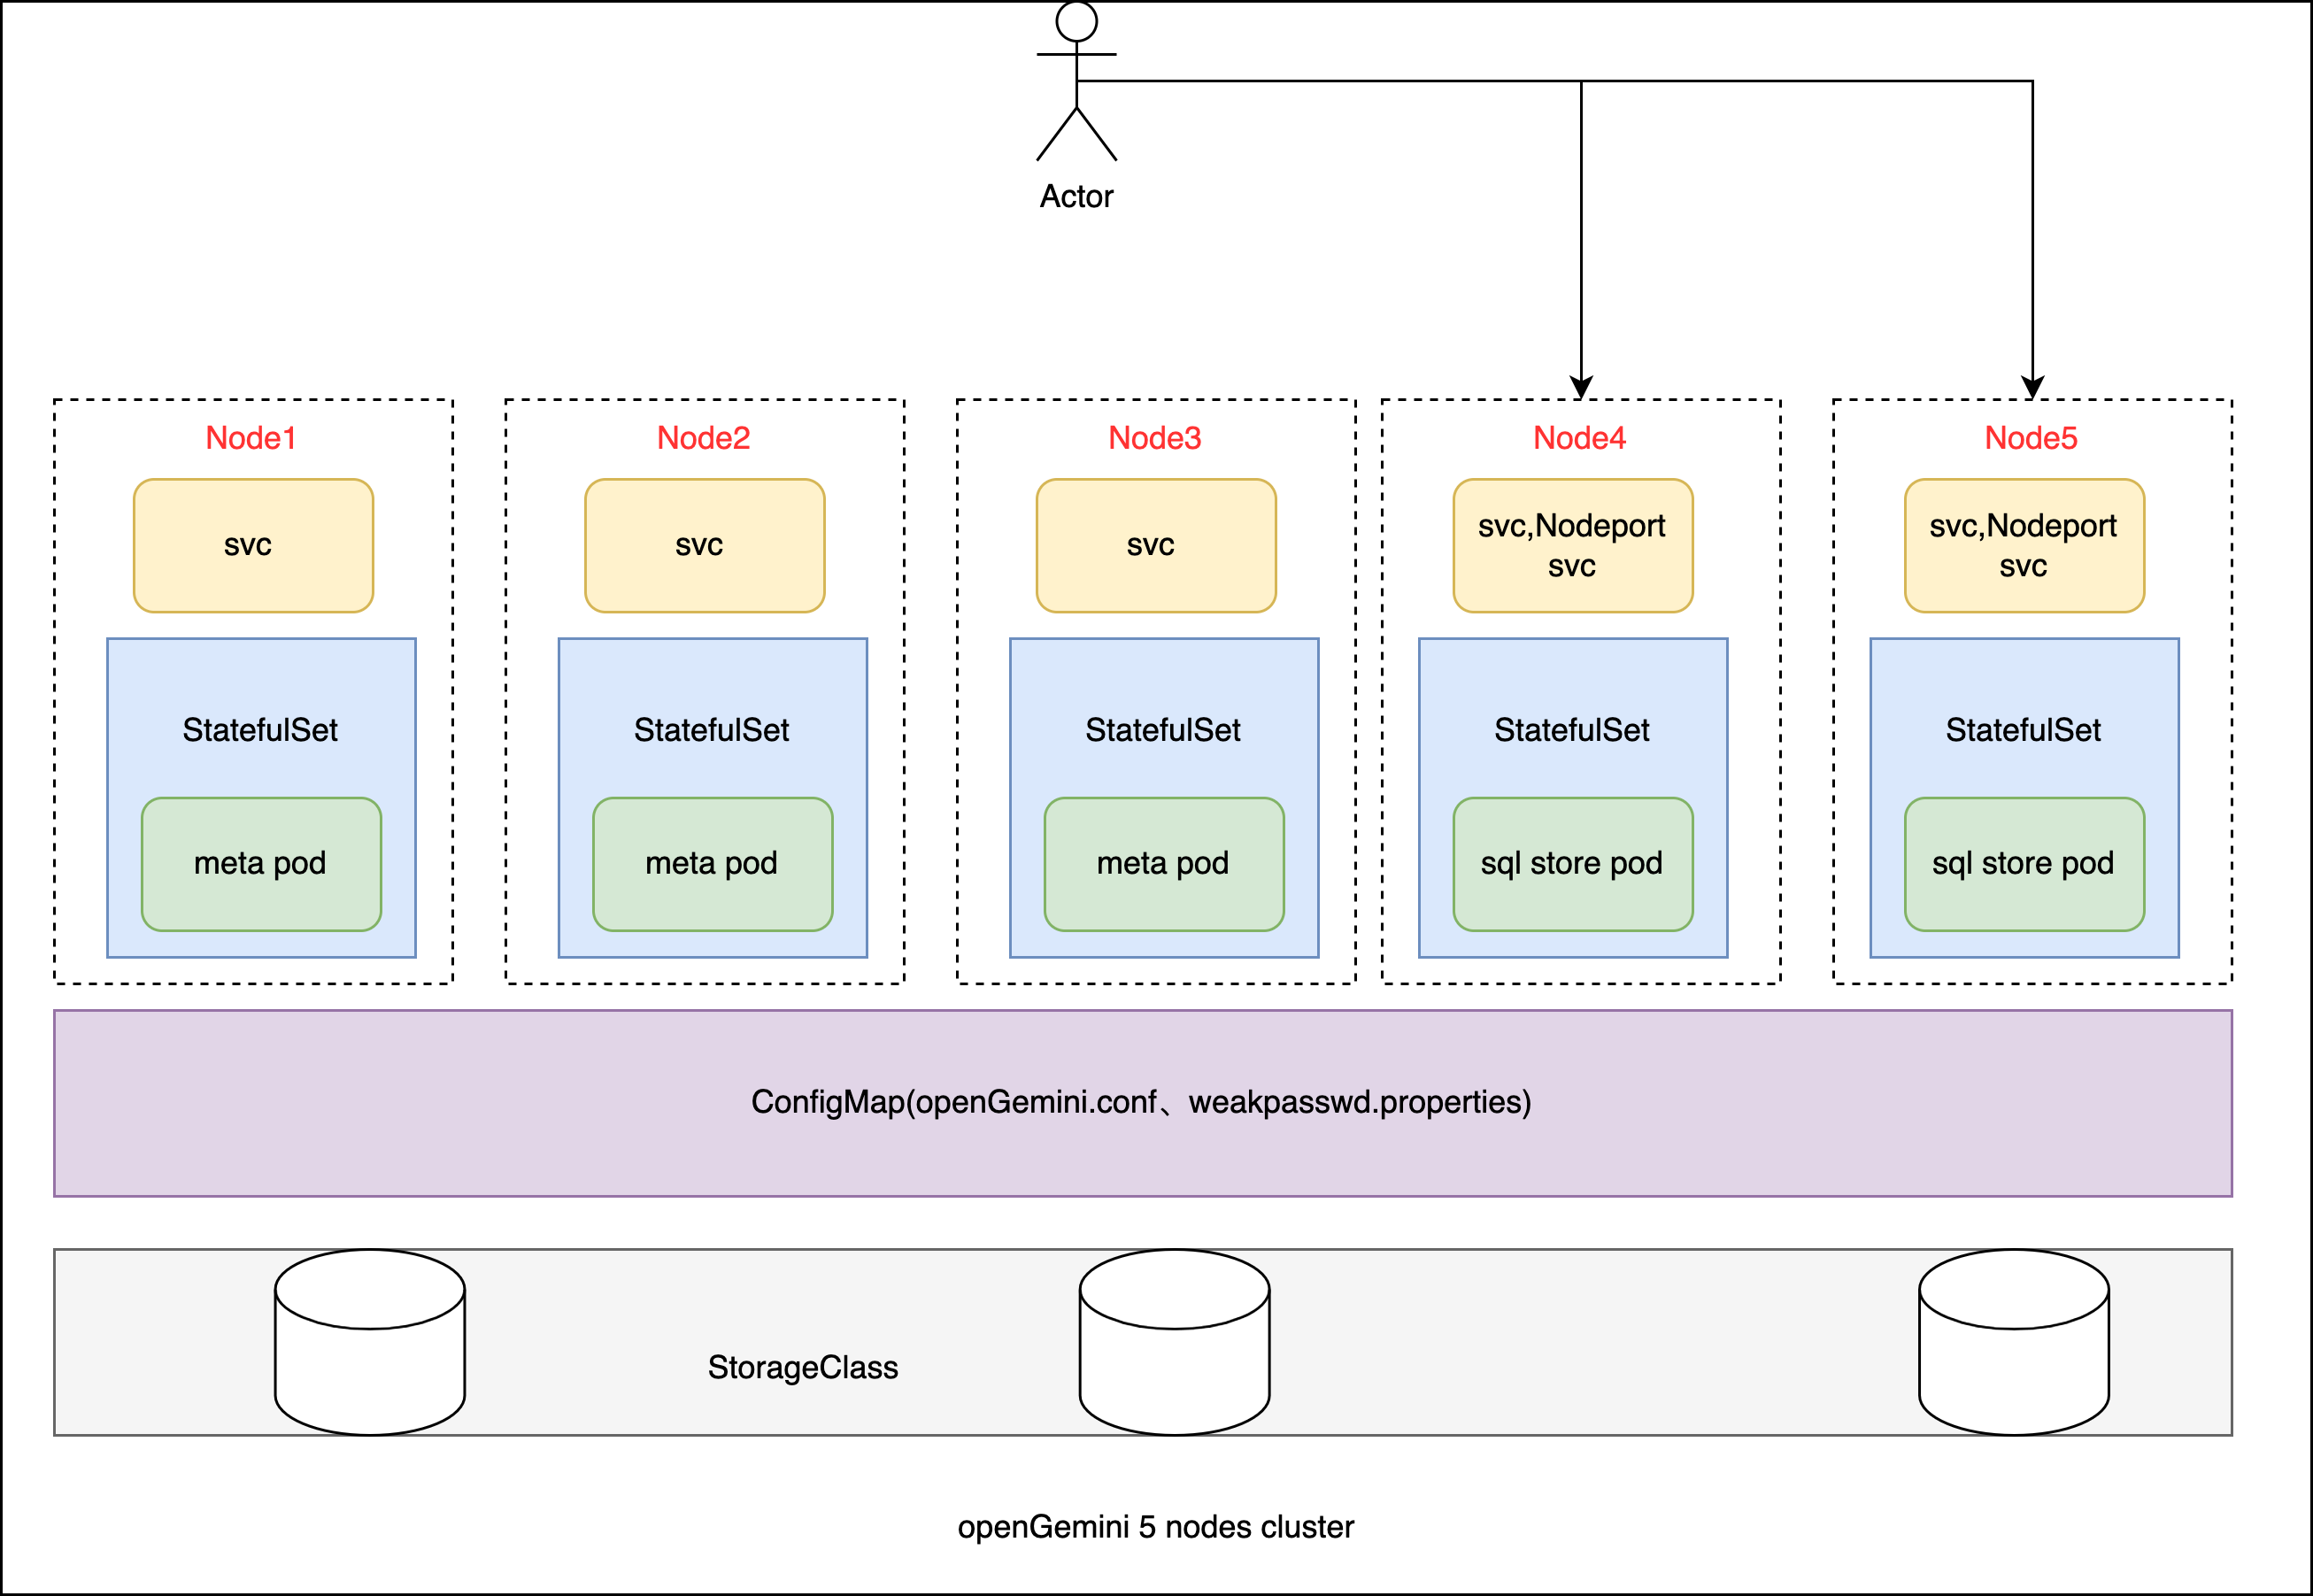 Actor
Node1
Node2
Node3
Node4
Node5
svc
svc
svc
svc,Nodeport
svc
svc,Nodeport
svc
StatefulSet
StatefulSet
StatefulSet
StatefulSet
StatefulSet
meta pod
meta pod
meta pod
sql store pod
sql store pod
ConfigMap(openGemini.conf、weakpasswd.properties)
StorageClass
openGemini 5 nodes cluster